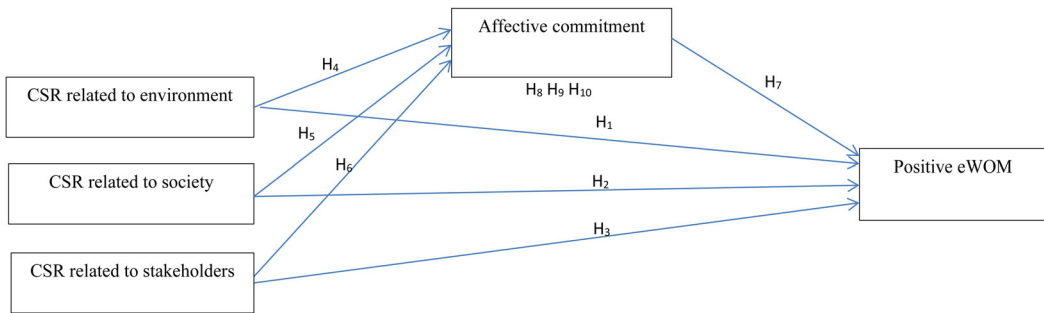 Affective commitment
H4
H8 H9 H10
H7
CSR related to environment
H1
H5
H6
Positive eWOM
CSR related to society
H2
H3
CSR related to stakeholders